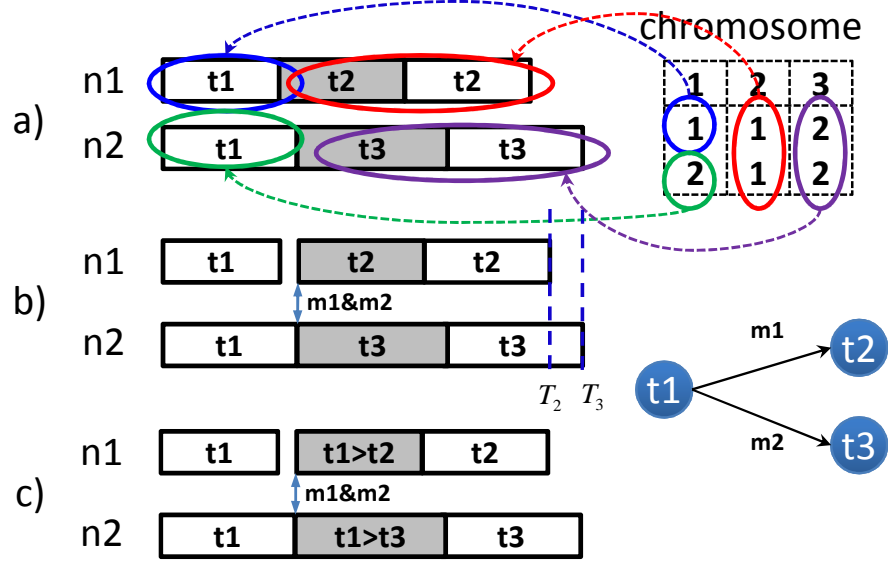 chromosome
1 2 3
1 1 2
2 1 2
a)
n1 t1 t2 t2
n2 t1 t3 t3
b)
n1 t1 t2 t2
m1&m2
n2 t1 t3 t3
T2 T3
c)
n1 t1 t1>t2 t2
m1&m2
n2 t1 t1>t3 t3
t1
m1
t2
m2
t3